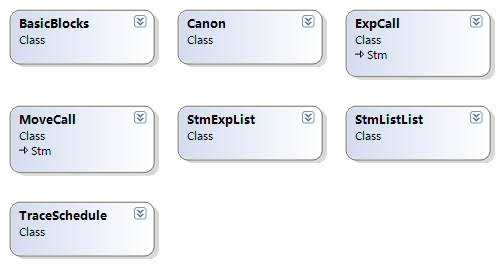 BasicBlocks
Class
Canon
Class
ExpCall
Class
Stm
MoveCall
Class
Stm
StmExpList
Class
StmListList
Class
TraceSchedule
Class